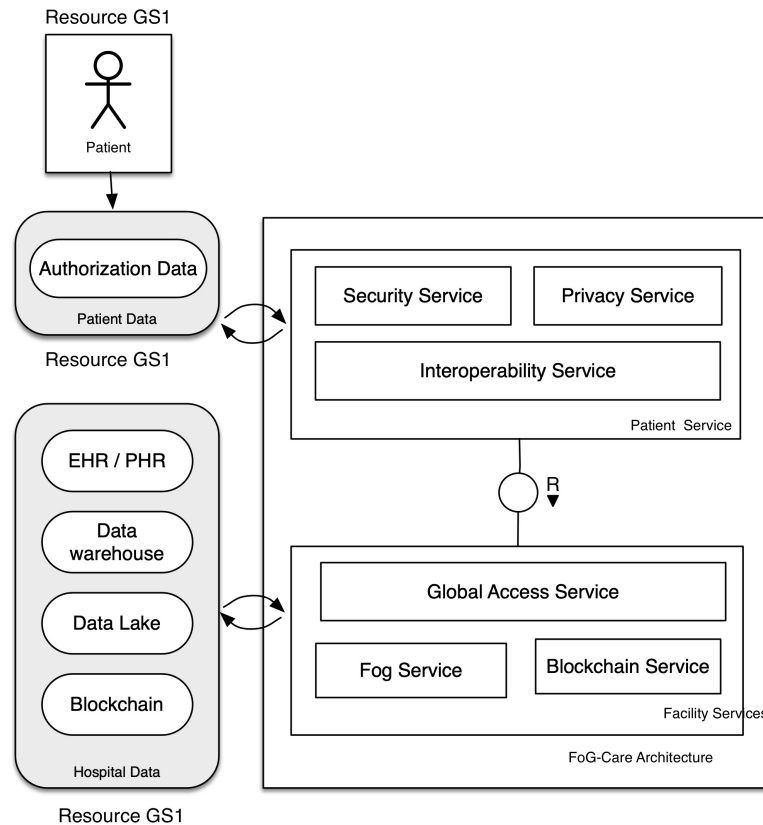 Resource GS1
Patient
Authorization Data
Patient Data
Resource GS1
EHR / PHR
Data
warehouse
Data Lake
Blockchain
Hospital Data
Resource GS1
Security Service
Privacy Service
Interoperability Service
Patient Service
R
Global Access Service
Fog Service
Blockchain Service
Facility Services
FoG-Care Architecture